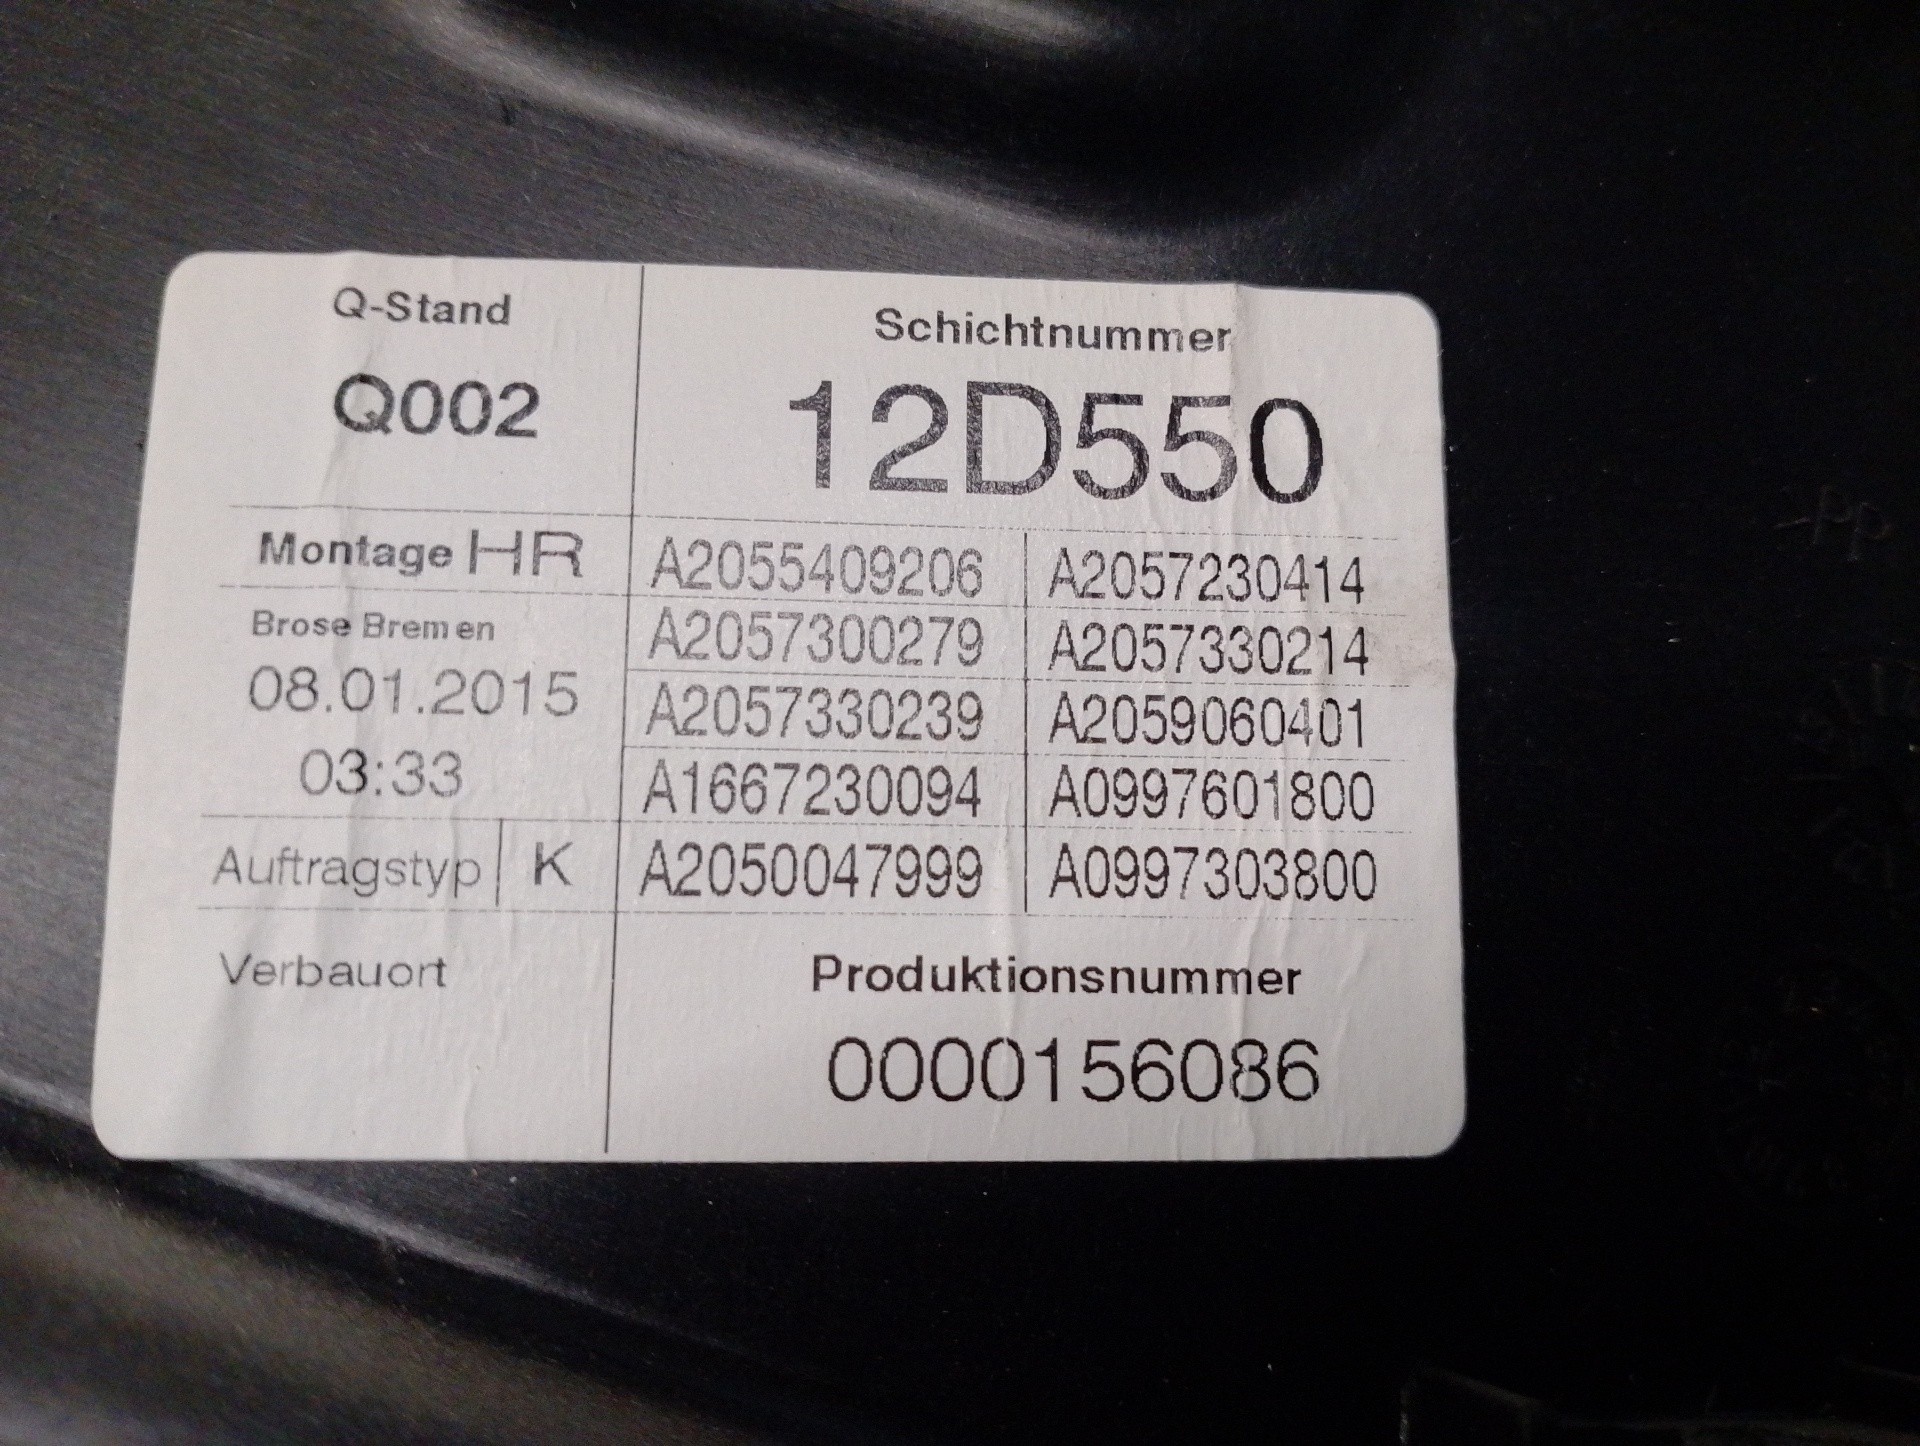 Q-Stand
Q002
Schichtnummer
12D550
Montage HR
Brose Bremen
08.01.2015
03:33
Auftragstyp K
A2055409206 A2057230414
A2057300279 A2057330214
A2057330239 A2059060401
A1667230094 A0997601800
A2050047999 A0997303800
Verbauort
Produktionsnummer
0000156086